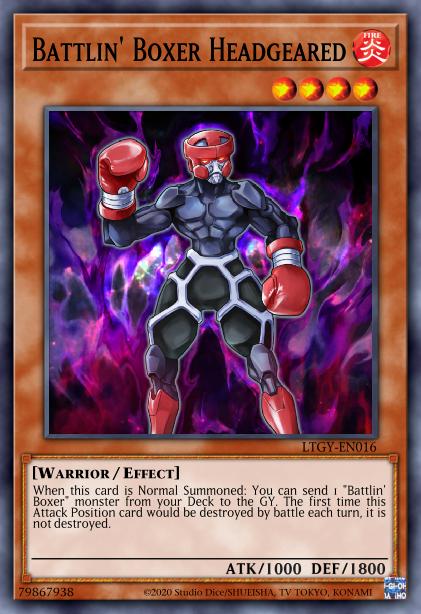 BATTLIN' BOXER HEADGEARED
FIRE
炎
LTGY-EN016
[WARRIOR / EFFECT]
When this card is Normal Summoned: You can send 1 "Battlin'
Boxer" monster from your Deck to the GY. The first time this
Attack Position card would be destroyed by battle each turn, it is
not destroyed.
ATK/1000 DEF/1800
79867938
©2020 Studio Dice/SHUEISHA, TV TOKYO, KONAMI